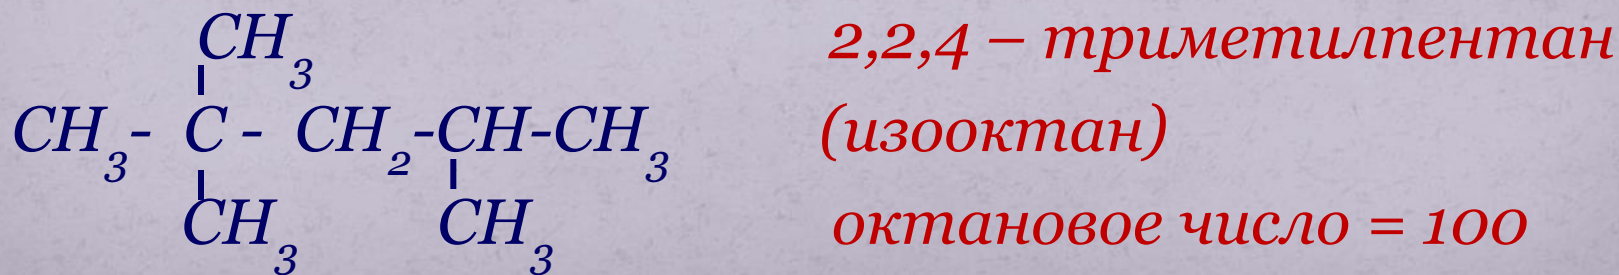 CH₃ 2,2,4 – триметилпентан
CH₃- C - CH₂-CH-CH₃ (изооктан)
CH₃ CH₃ октановое число = 100